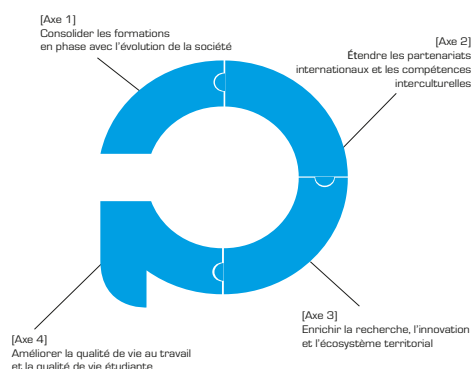 [Axe 1]
Consolider les formations
en phase avec l'évolution de la société
[Axe 2]
Étendre les partenariats
internationaux et les compétences
interculturelles
[Axe 3]
Enrichir la recherche, l'innovation
et l'écosystème territorial
[Axe 4]
Améliorer la qualité de vie au travail
et la qualité de vie étudiante